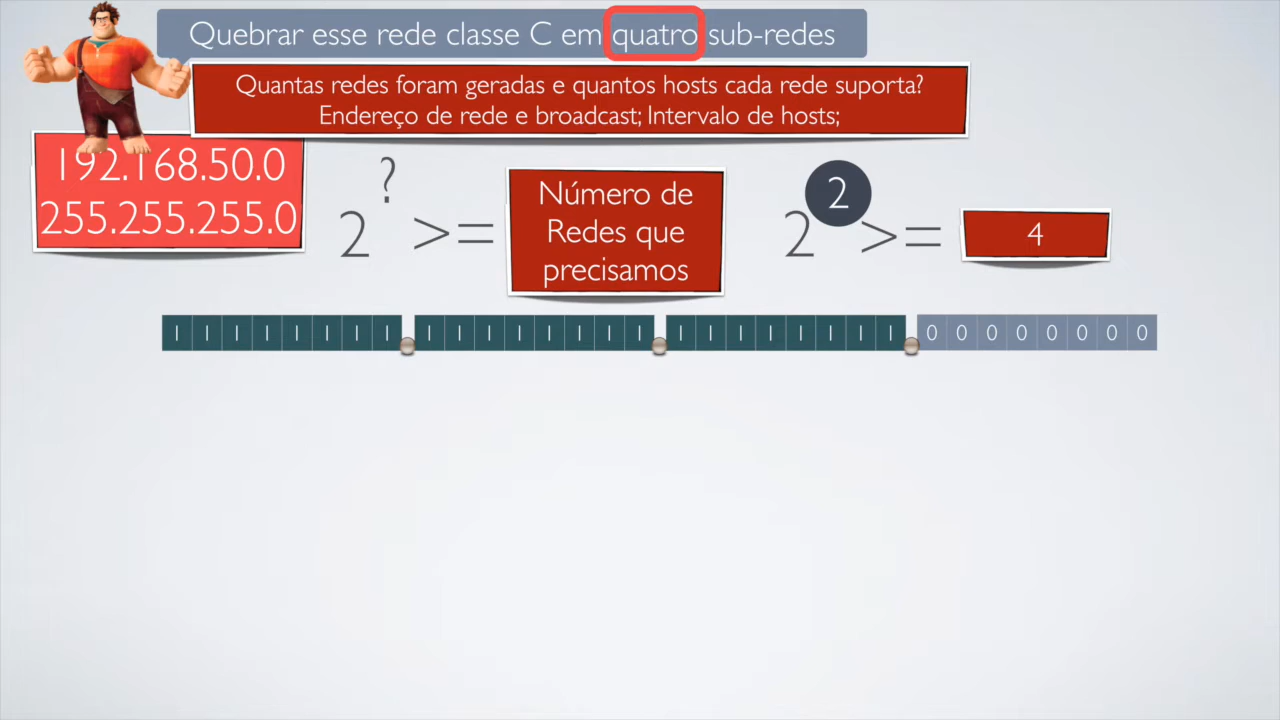 Quebrar esse rede classe C em quatro sub-redes
Quantas redes foram geradas e quantos hosts cada rede suporta?
Endereço de rede e broadcast; Intervalo de hosts;
192.168.50.0
255.255.255.0
2 ? >=
Número de
Redes que
precisamos
2 2 >=
4
1 1 1 1 1 1 1 1 1 1 1 1 1 1 1 1 1 1 1 1 1 1 1 1 0 0 0 0 0 0 0 0